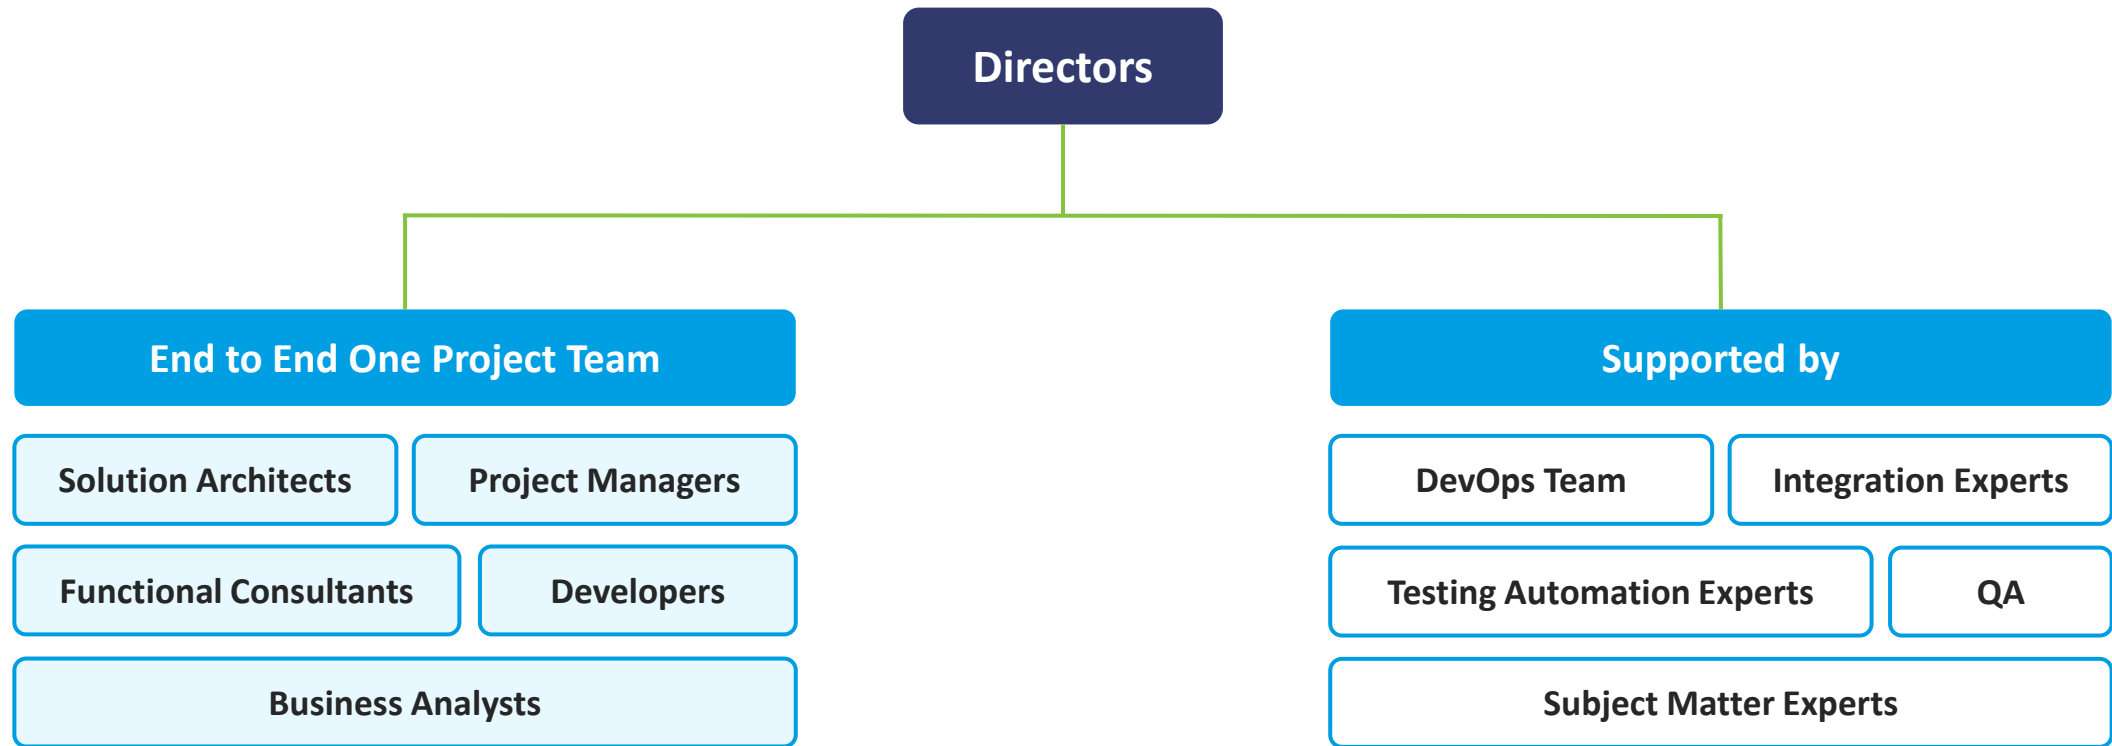 Directors
End to End One Project Team
Solution Architects
Project Managers
Functional Consultants
Developers
Business Analysts
Supported by
DevOps Team
Integration Experts
Testing Automation Experts
QA
Subject Matter Experts